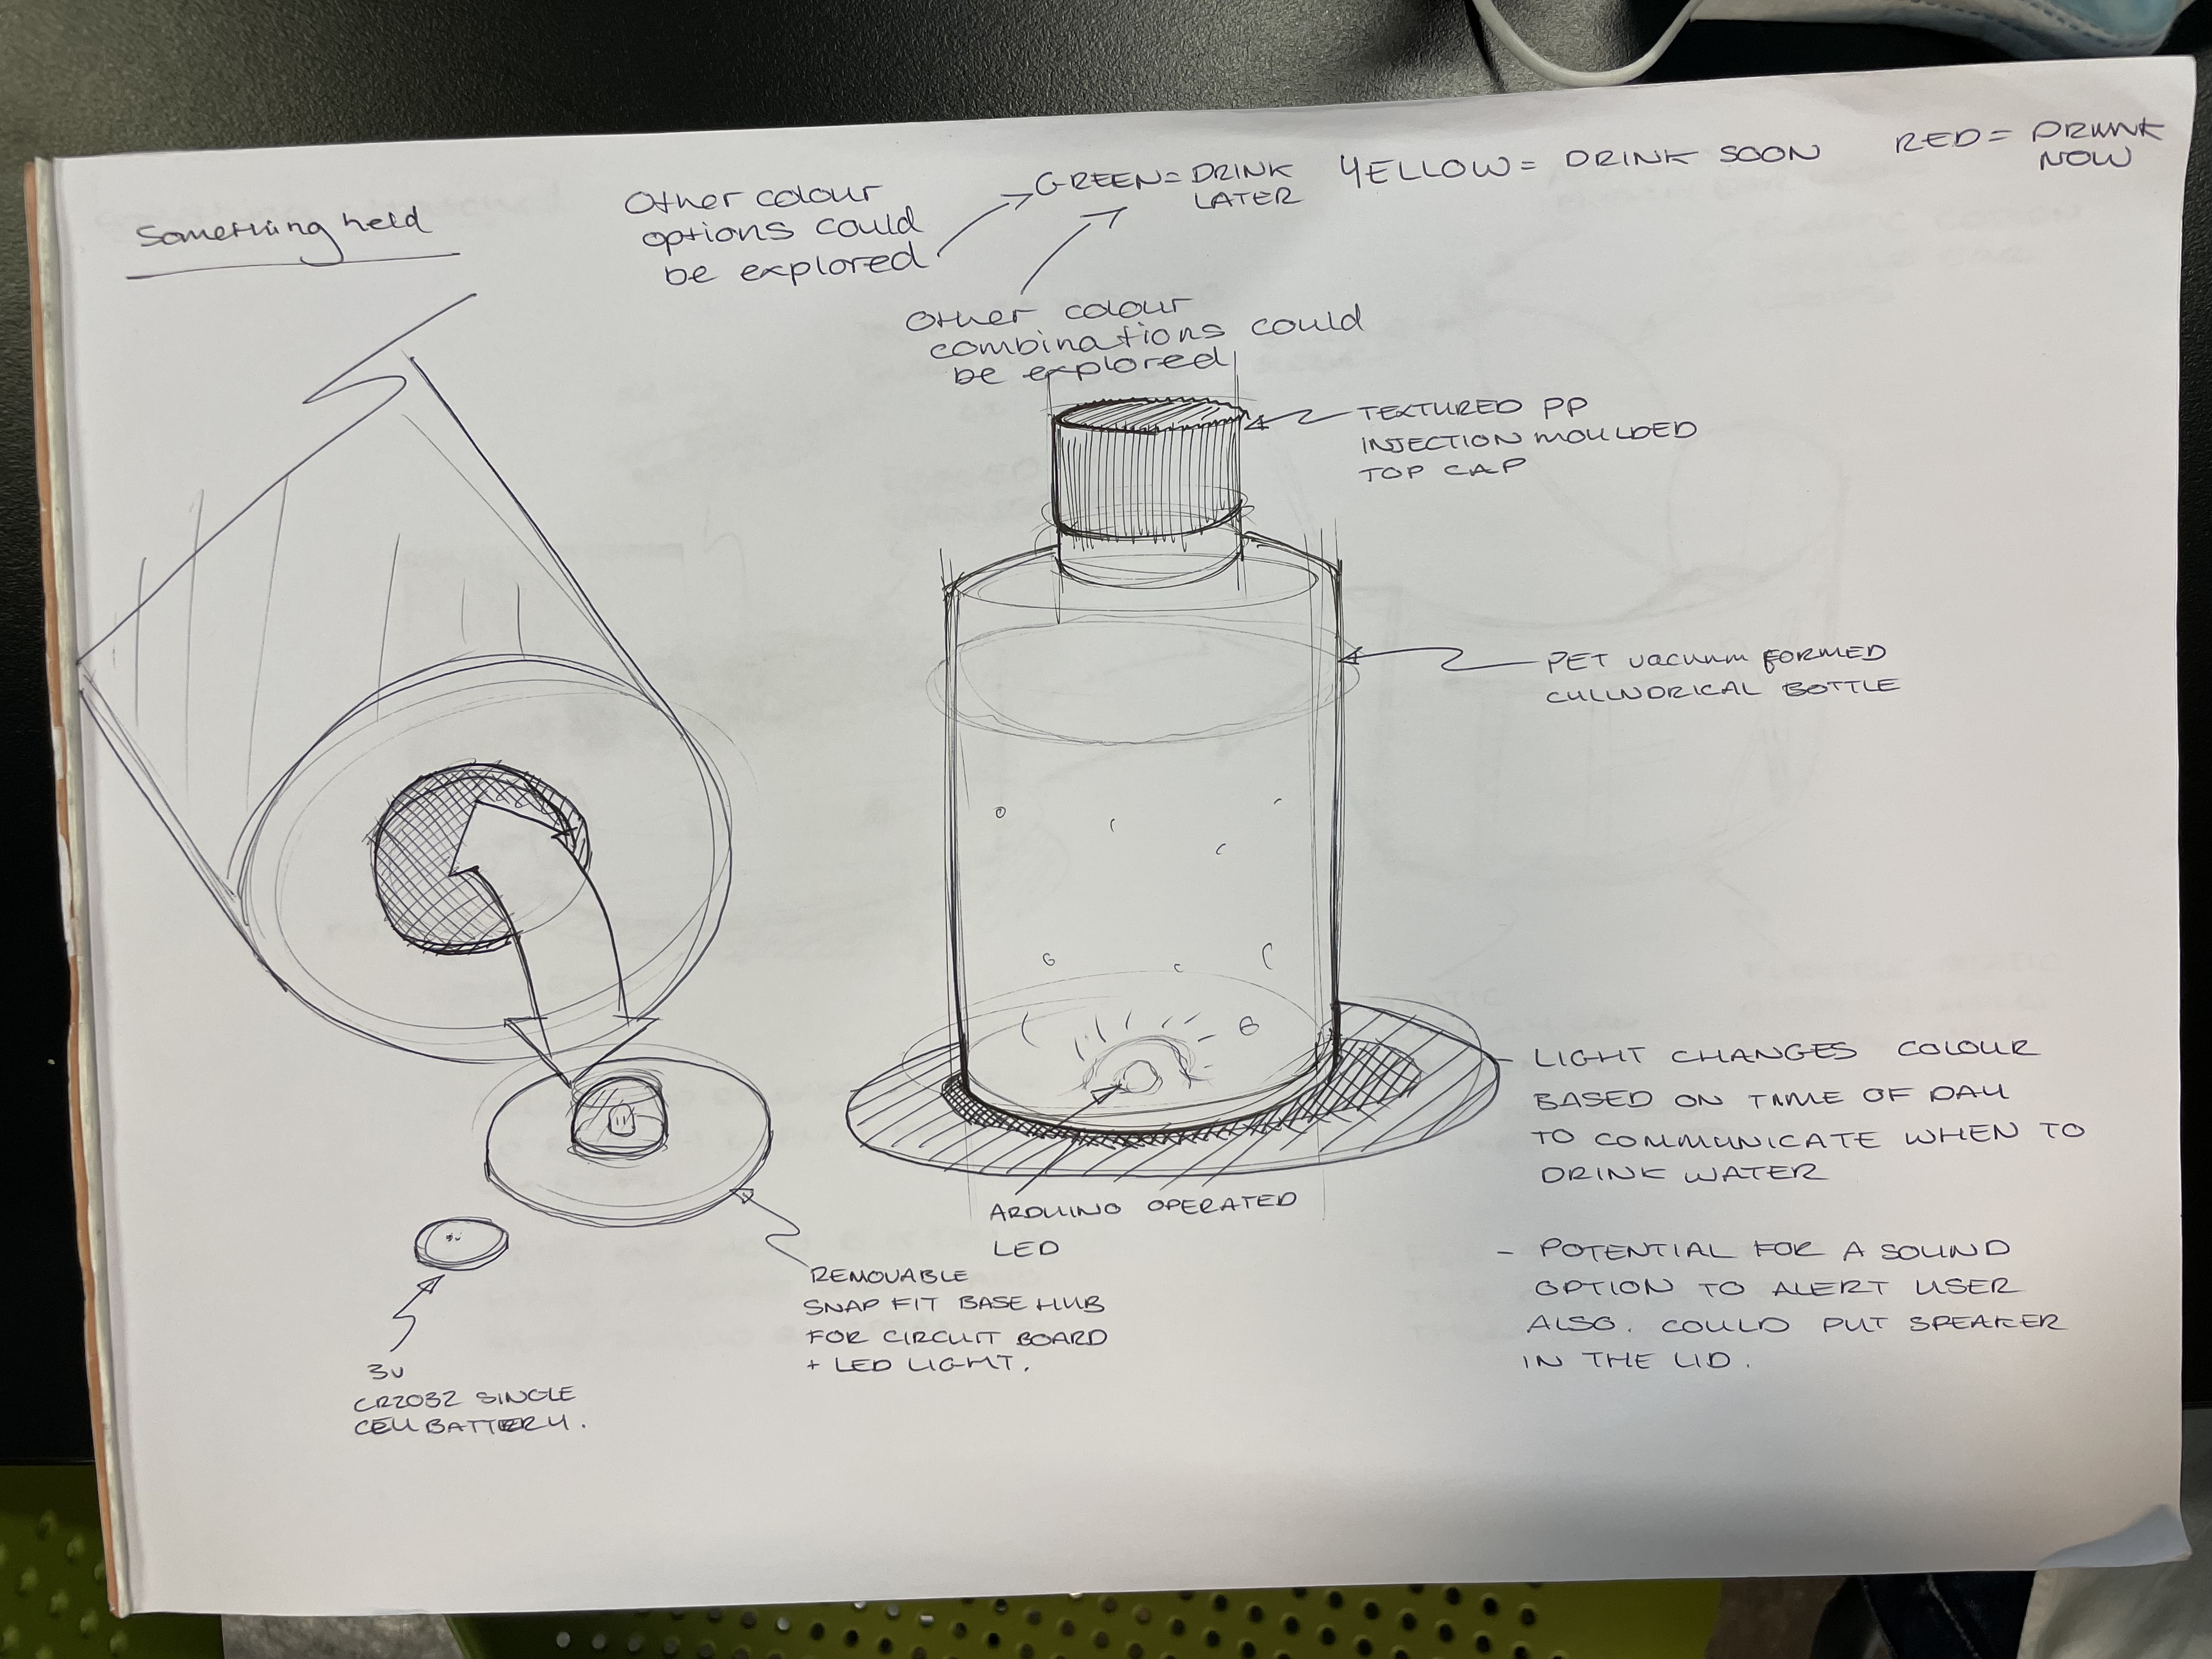 Something held
Other colour
options could
be explored
GREEN = DRINK
LATER
YELLOW = DRINK SOON
RED = DRINK
NOW
Other colour
combinations could
be explored
TEXTURED PP
INJECTION MOULDED
TOP CAP
PET vacuum FORMED
CYLINDRICAL BOTTLE
3V
CR2032 SINGLE
CELL BATTERY.
REMOVABLE
SNAP FIT BASE HUB
FOR CIRCUIT BOARD
+ LED LIGHT.
ARDUINO OPERATED
LED
- LIGHT CHANGES COLOUR
BASED ON TIME OF DAY
TO COMMUNICATE WHEN TO
DRINK WATER
- POTENTIAL FOR A SOUND
OPTION TO ALERT USER
ALSO. COULD PUT SPEAKER
IN THE LID.